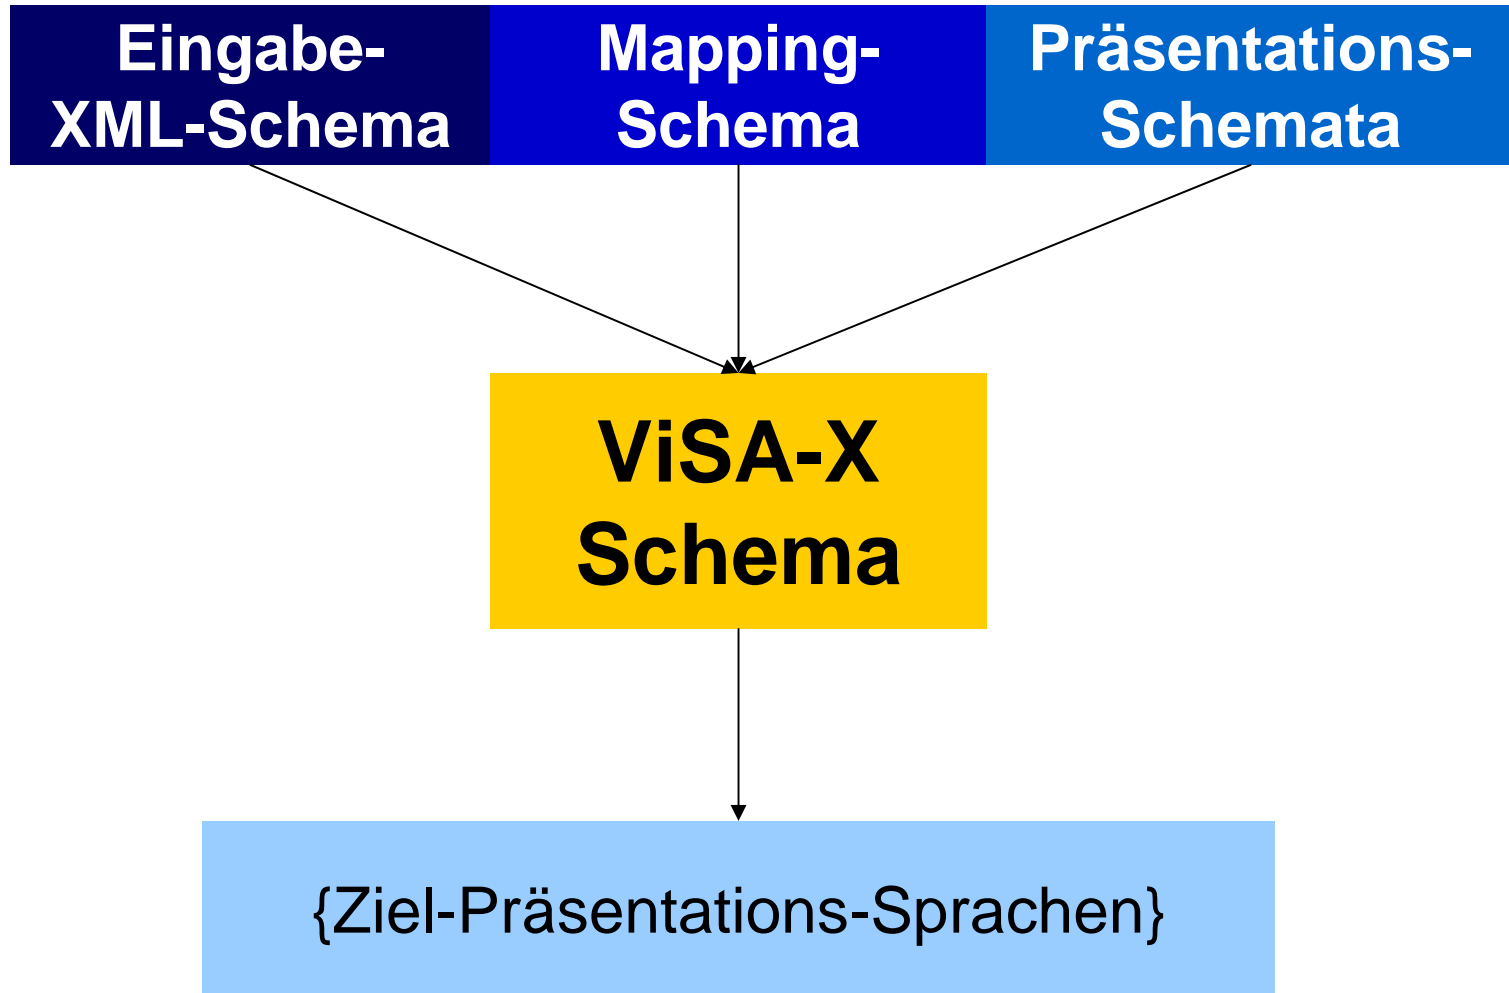 Eingabe-
XML-Schema
Mapping-
Schema
Präsentations-
Schemata
ViSA-X
Schema
{Ziel-Präsentations-Sprachen}